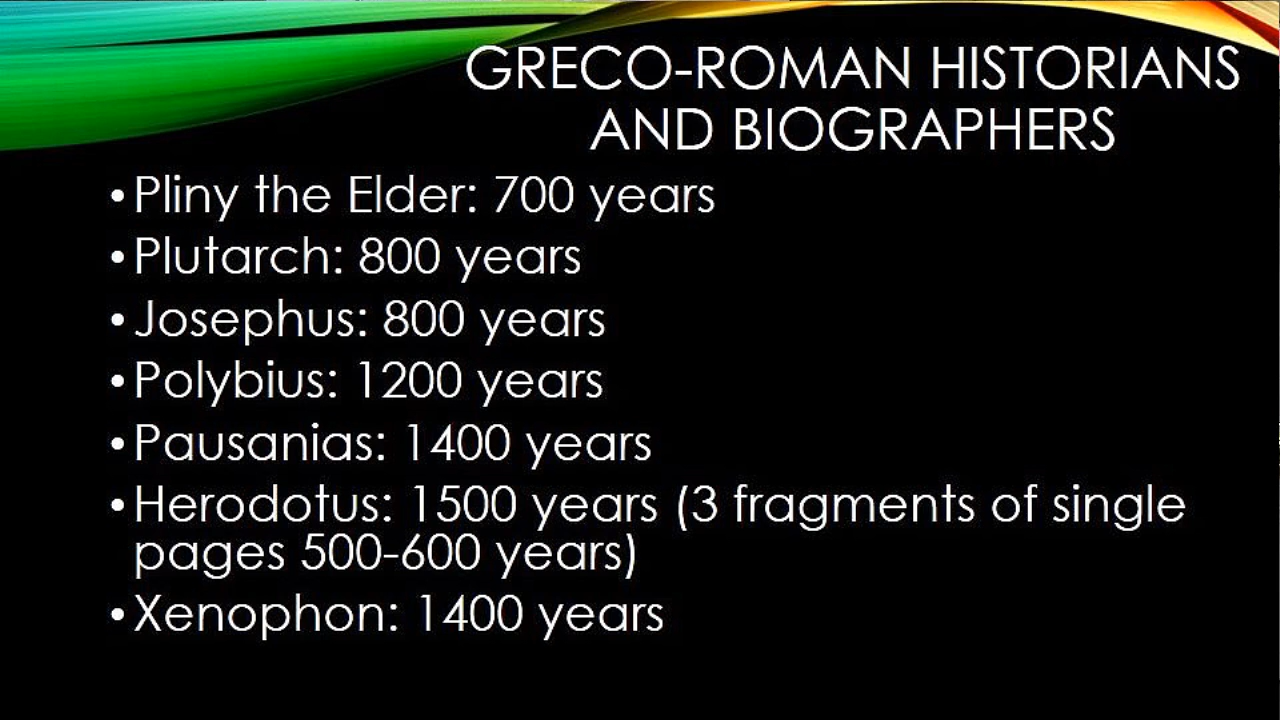 GRECO-ROMAN HISTORIANS
AND BIOGRAPHERS
•Pliny the Elder: 700 years
•Plutarch: 800 years
•Josephus: 800 years
•Polybius: 1200 years
•Pausanias: 1400 years
•Herodotus: 1500 years (3 fragments of single
pages 500-600 years)
•Xenophon: 1400 years